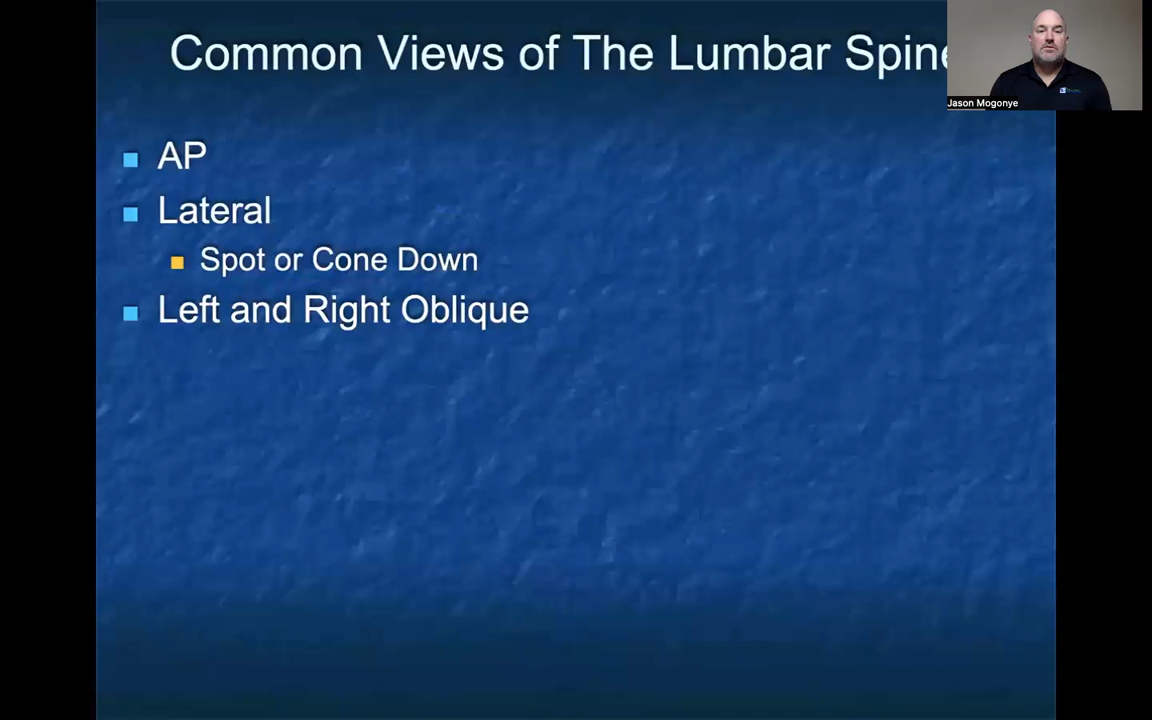 Common Views of The Lumbar Spine
Jason Mogonye
AP
Lateral
Spot or Cone Down
Left and Right Oblique